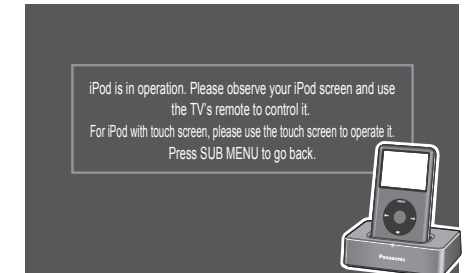 iPod is in operation. Please observe your iPod screen and use
the TV's remote to control it.
For iPod with touch screen, please use the touch screen to operate it.
Press SUB MENU to go back.
MENU
Panasonic